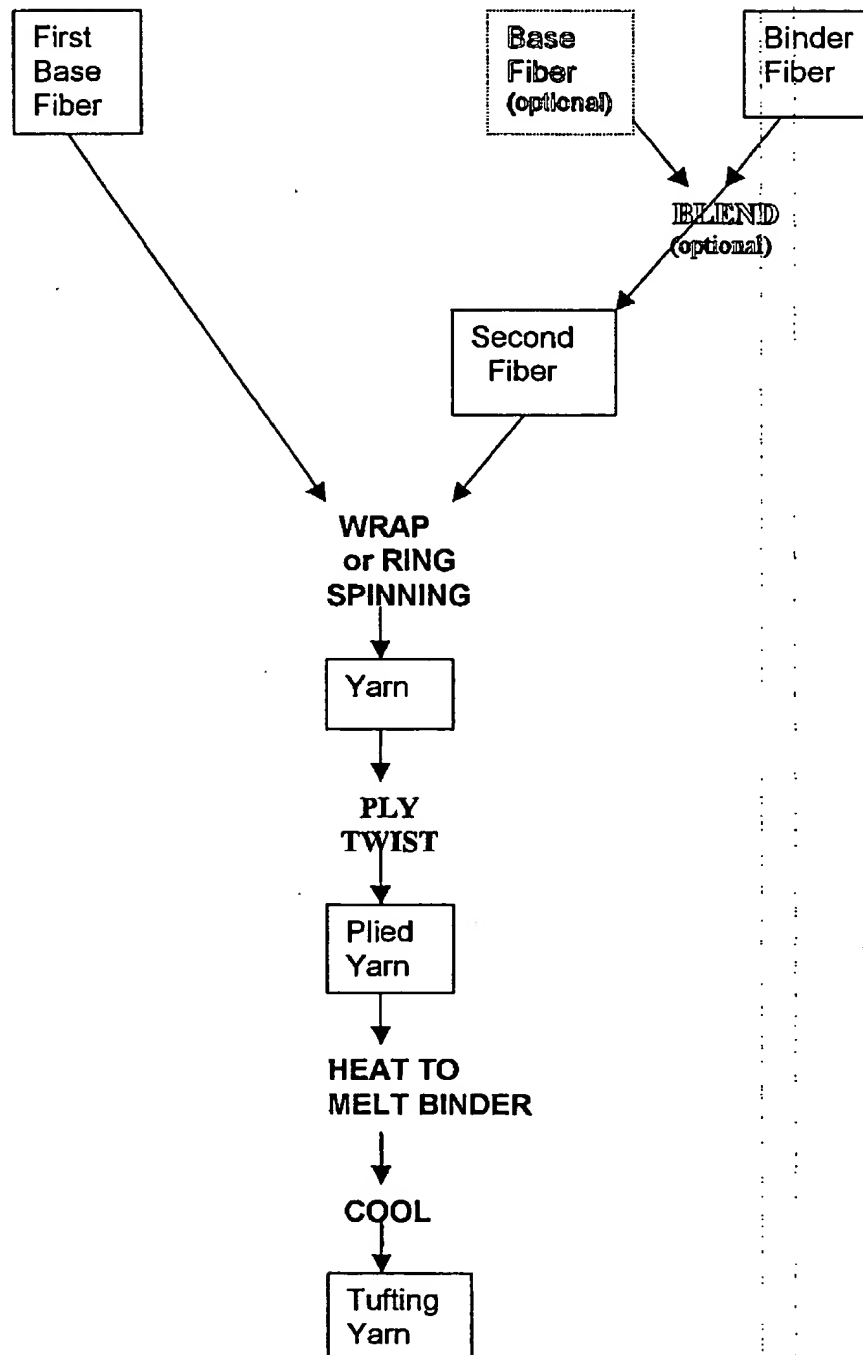 First
Base
Fiber
Base
Fiber
(optional)
Binder
Fiber
BLEND
(optional)
Second
Fiber
WRAP
or RING
SPINNING
Yarn
PLY
TWIST
Plied
Yarn
HEAT TO
MELT BINDER
COOL
Tufting
Yarn